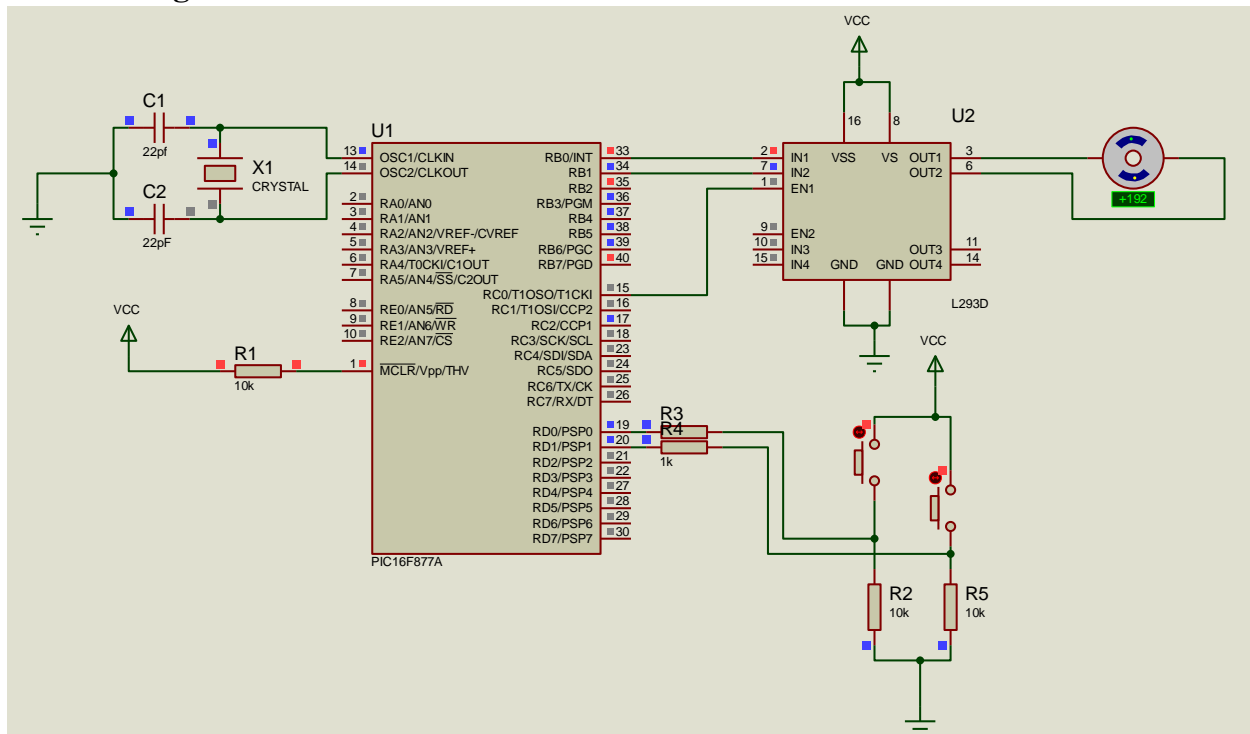 g
VCC
C1
22pf
X1
CRYSTAL
C2
22pF
VCC
R1
10k
U1
13 OSC1/CLKIN
14 OSC2/CLKOUT
2 RA0/AN0
3 RA1/AN1
4 RA2/AN2/VREF-/CVREF
5 RA3/AN3/VREF+
6 RA4/T0CKI/C1OUT
7 RA5/AN4/SS/C2OUT
8 RE0/AN5/RD
9 RE1/AN6/WR
10 RE2/AN7/CS
1 MCLR/Vpp/THV
RB0/INT 33
RB1 34
RB2 35
RB3/PGM 36
RB4 37
RB5 38
RB6/PGC 39
RB7/PGD 40
RC0/T1OSO/T1CKI 15
RC1/T1OSI/CCP2 16
RC2/CCP1 17
RC3/SCK/SCL 18
RC4/SDI/SDA 23
RC5/SDO 24
RC6/TX/CK 25
RC7/RX/DT 26
RD0/PSP0 19
RD1/PSP1 20
RD2/PSP2 21
RD3/PSP3 22
RD4/PSP4 27
RD5/PSP5 28
RD6/PSP6 29
RD7/PSP7 30
PIC16F877A
R3
R4
1k
U2
16 8
VSS VS
2 IN1
7 IN2
1 EN1
9 EN2
10 IN3
15 IN4
OUT1 3
OUT2 6
OUT3 11
OUT4 14
GND GND
L293D
+192
VCC
R2
10k
R5
10k